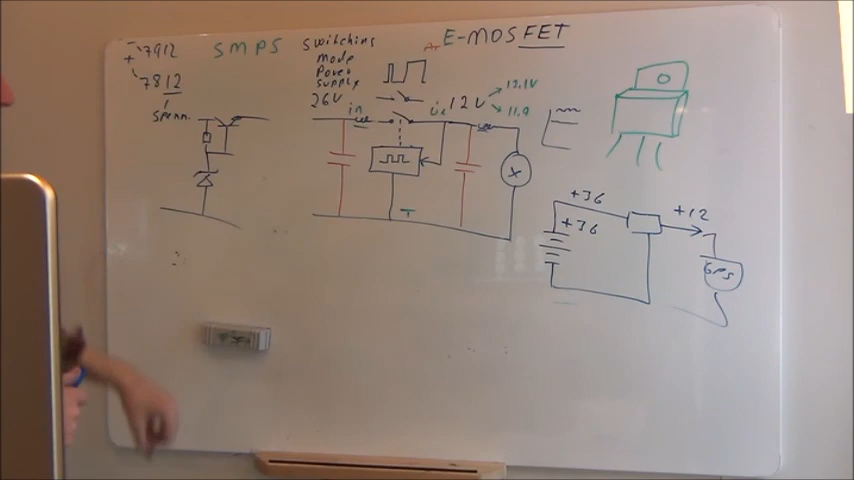 +7912
7812
spann.
SMPS
switching
mode
Power
supply
E-MOSFET
26V
in
12V
12.1V
11.9
T
x
+36
+36
+12
GPS